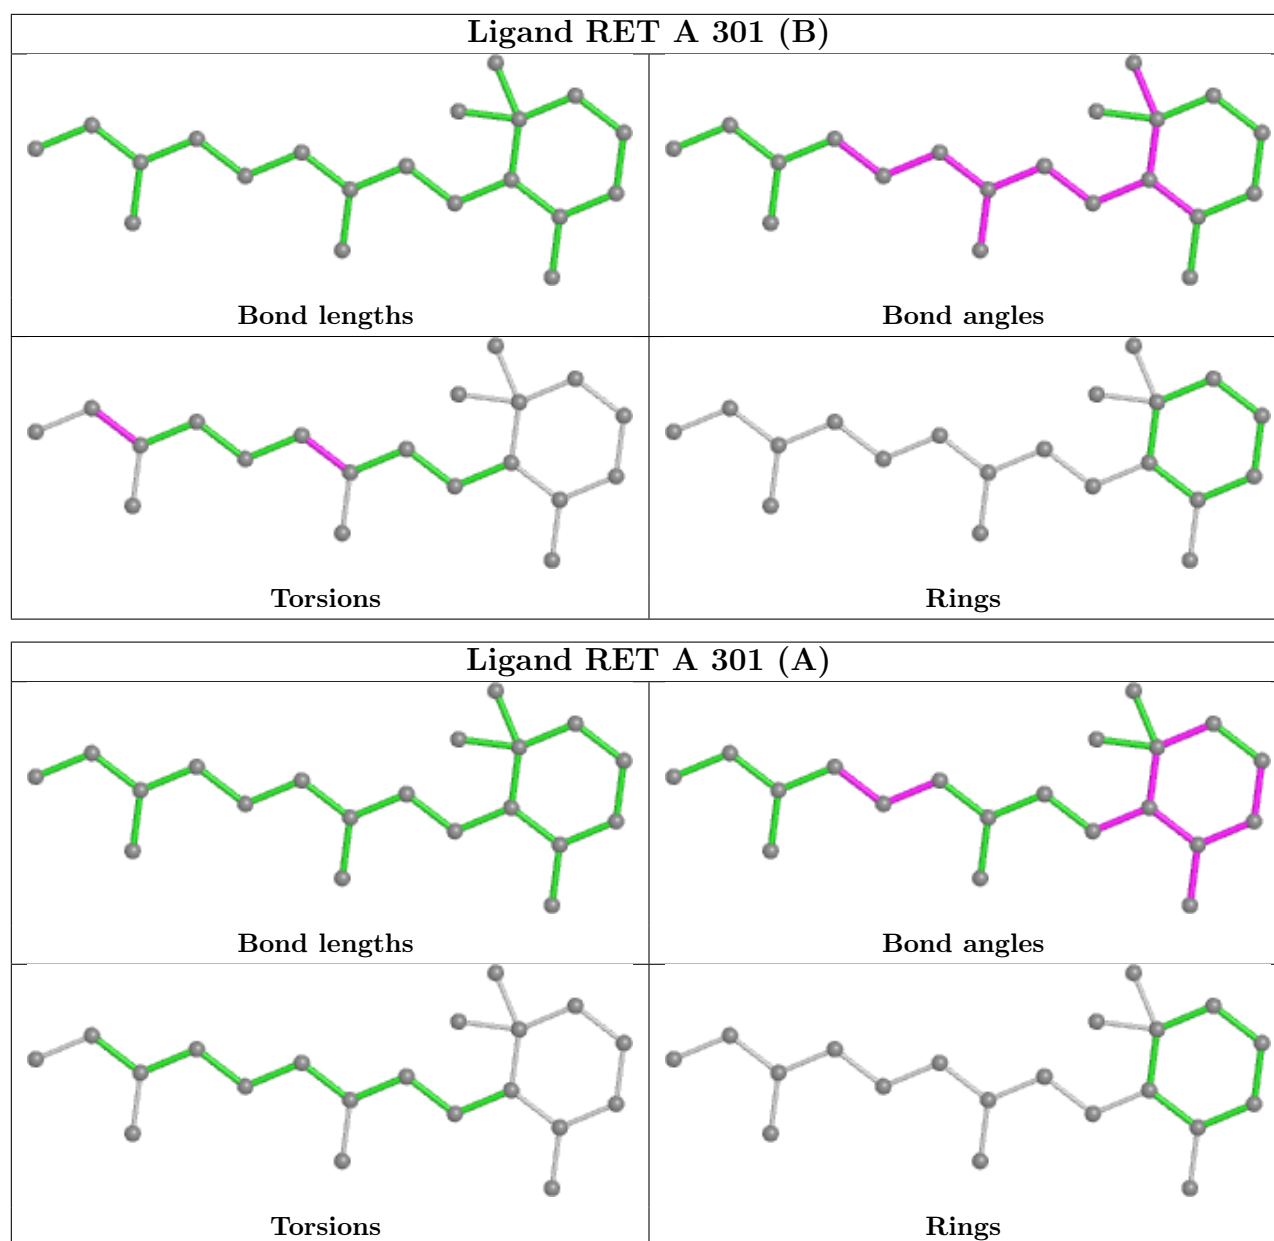 Ligand RET A 301 (B)
Bond lengths
Bond angles
Torsions
Rings
Ligand RET A 301 (A)
Bond lengths
Bond angles
Torsions
Rings